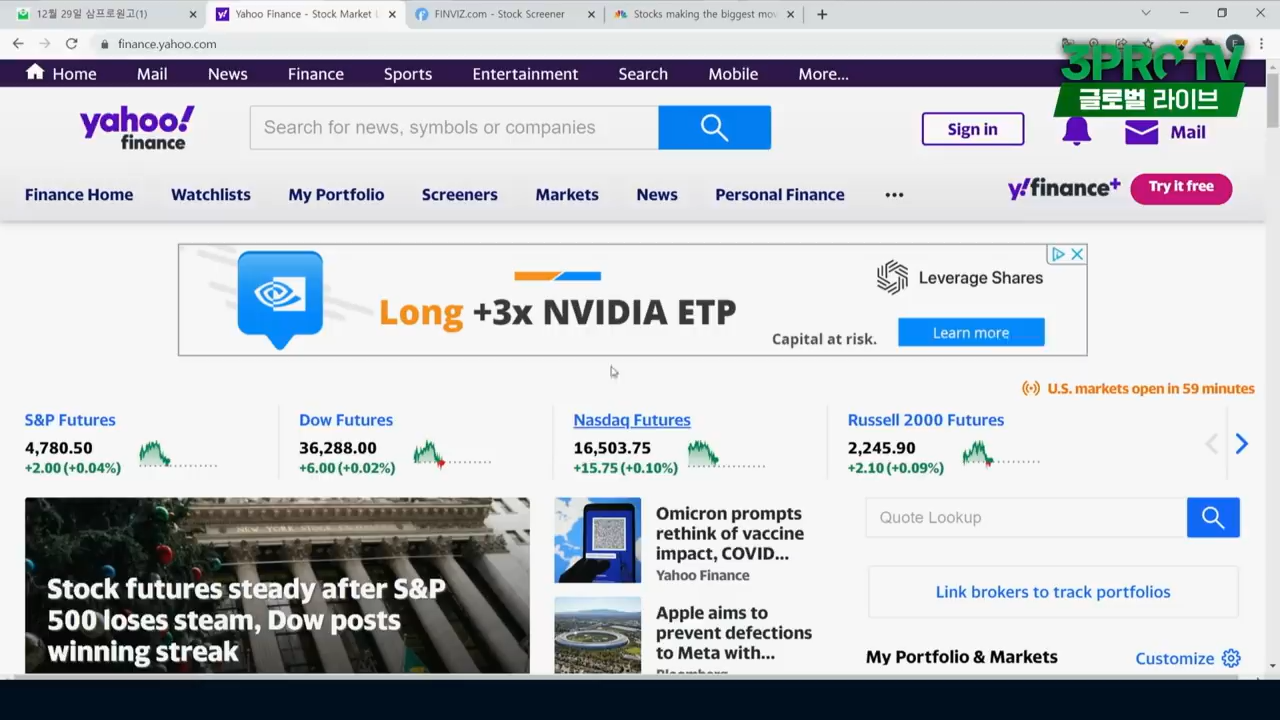 12월 29일 삼프로원고(1)
Yahoo Finance - Stock Market L
FINVIZ.com - Stock Screener
Stocks making the biggest mov
finance.yahoo.com
3PROTV
글로벌 라이브
Home Mail News Finance Sports Entertainment Search Mobile More...
yahoo!
finance
Search for news, symbols or companies
Sign in
Mail
Finance Home Watchlists My Portfolio Screeners Markets News Personal Finance ...
y!finance+
Try it free
Long +3x NVIDIA ETP
Leverage Shares
Capital at risk.
Learn more
U.S. markets open in 59 minutes
S&P Futures
4,780.50
+2.00 (+0.04%)
Dow Futures
36,288.00
+6.00 (+0.02%)
Nasdaq Futures
16,503.75
+15.75 (+0.10%)
Russell 2000 Futures
2,245.90
+2.10 (+0.09%)
NEW YORK STOCK
Stock futures steady after S&P
500 loses steam, Dow posts
winning streak
Omicron prompts
rethink of vaccine
impact, COVID...
Yahoo Finance
Apple aims to
prevent defections
to Meta with...
Bloomberg
Quote Lookup
Link brokers to track portfolios
My Portfolio & Markets
Customize